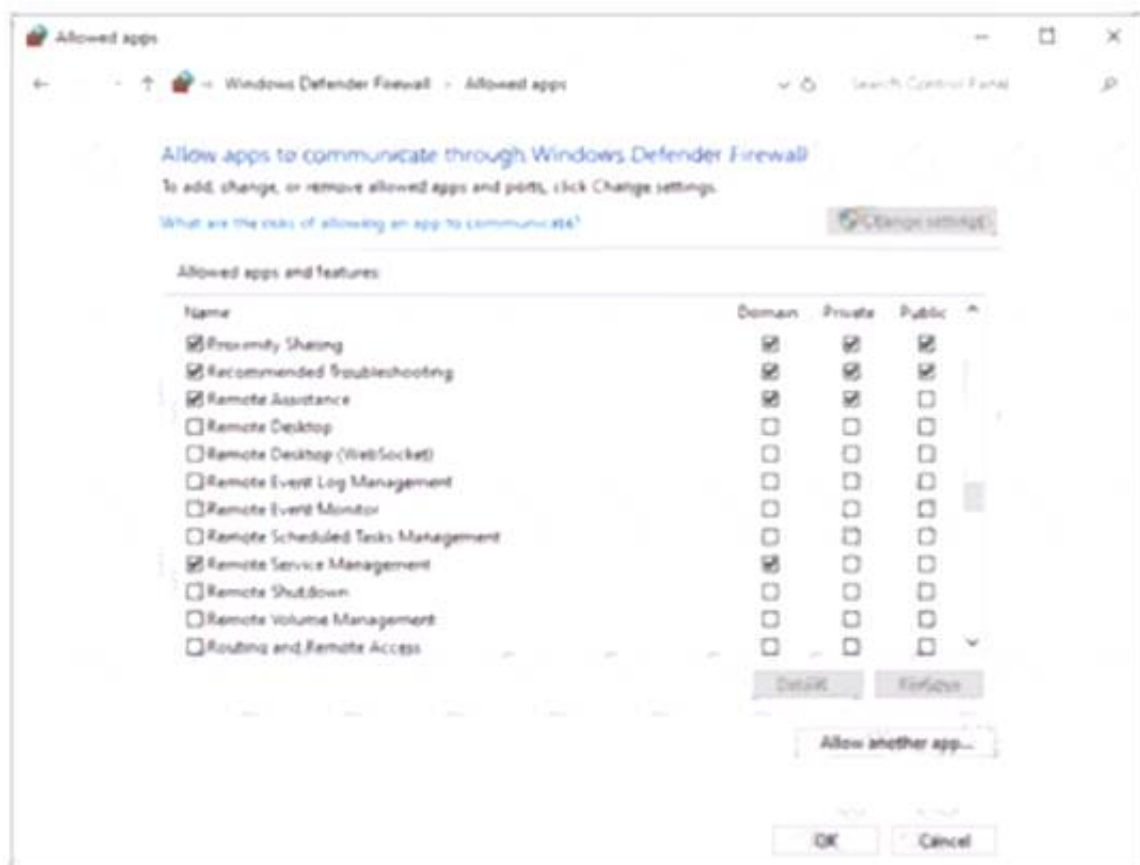 Allowed apps
Windows Defender Firewall Allowed apps
Search Control Panel
Allow apps to communicate through Windows Defender Firewall
To add, change, or remove allowed apps and ports, click Change settings.
What are the risks of allowing an app to communicate?
Change settings
Allowed apps and features:
Name Domain Private Public
Proximity Sharing
Recommended Troubleshooting
Remote Assistance
Remote Desktop
Remote Desktop (WebSocket)
Remote Event Log Management
Remote Event Monitor
Remote Scheduled Tasks Management
Remote Service Management
Remote Shutdown
Remote Volume Management
Routing and Remote Access
Details Remove
Allow another app...
OK Cancel